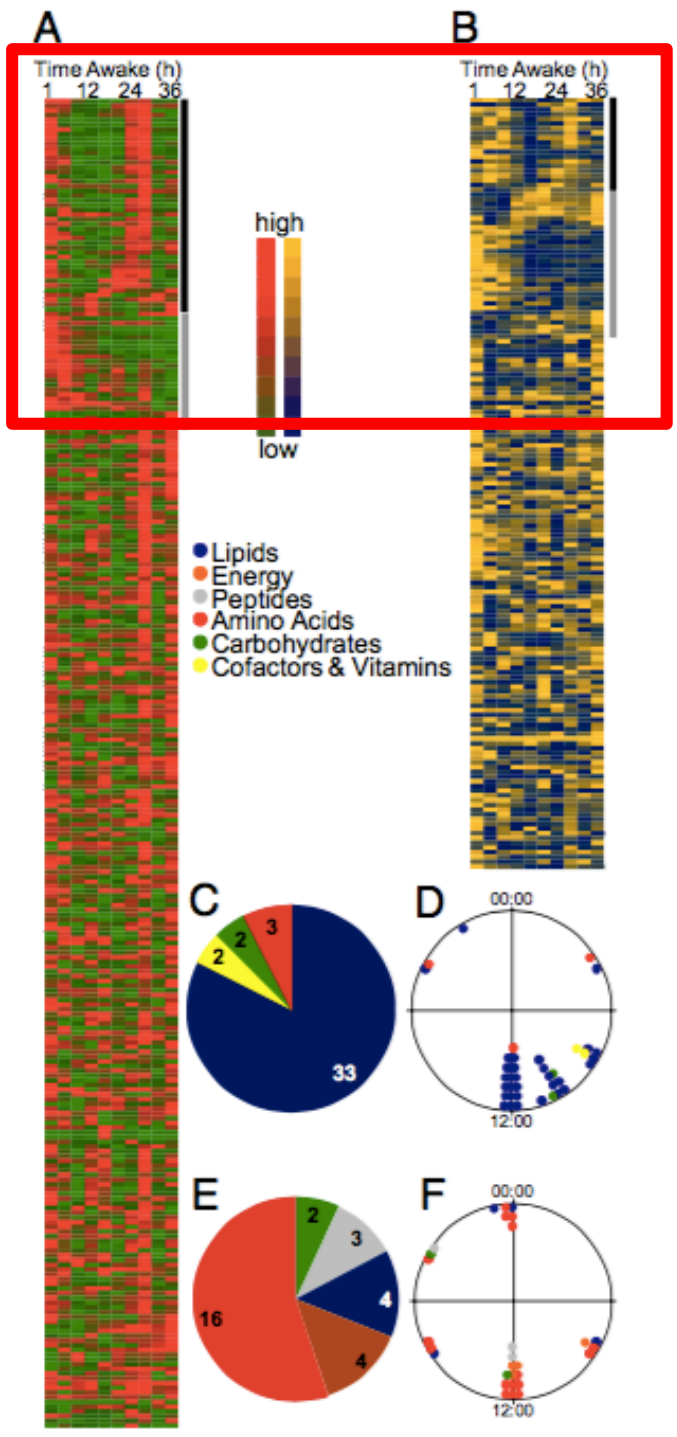 A
B
Time Awake (h)
1 12 24 36
Time Awake (h)
1 12 24 36
high
low
Lipids
Energy
Peptides
Amino Acids
Carbohydrates
Cofactors & Vitamins
C
3
2
2
33
D
00:00
12:00
E
2
3
4
4
16
F
00:00
12:00